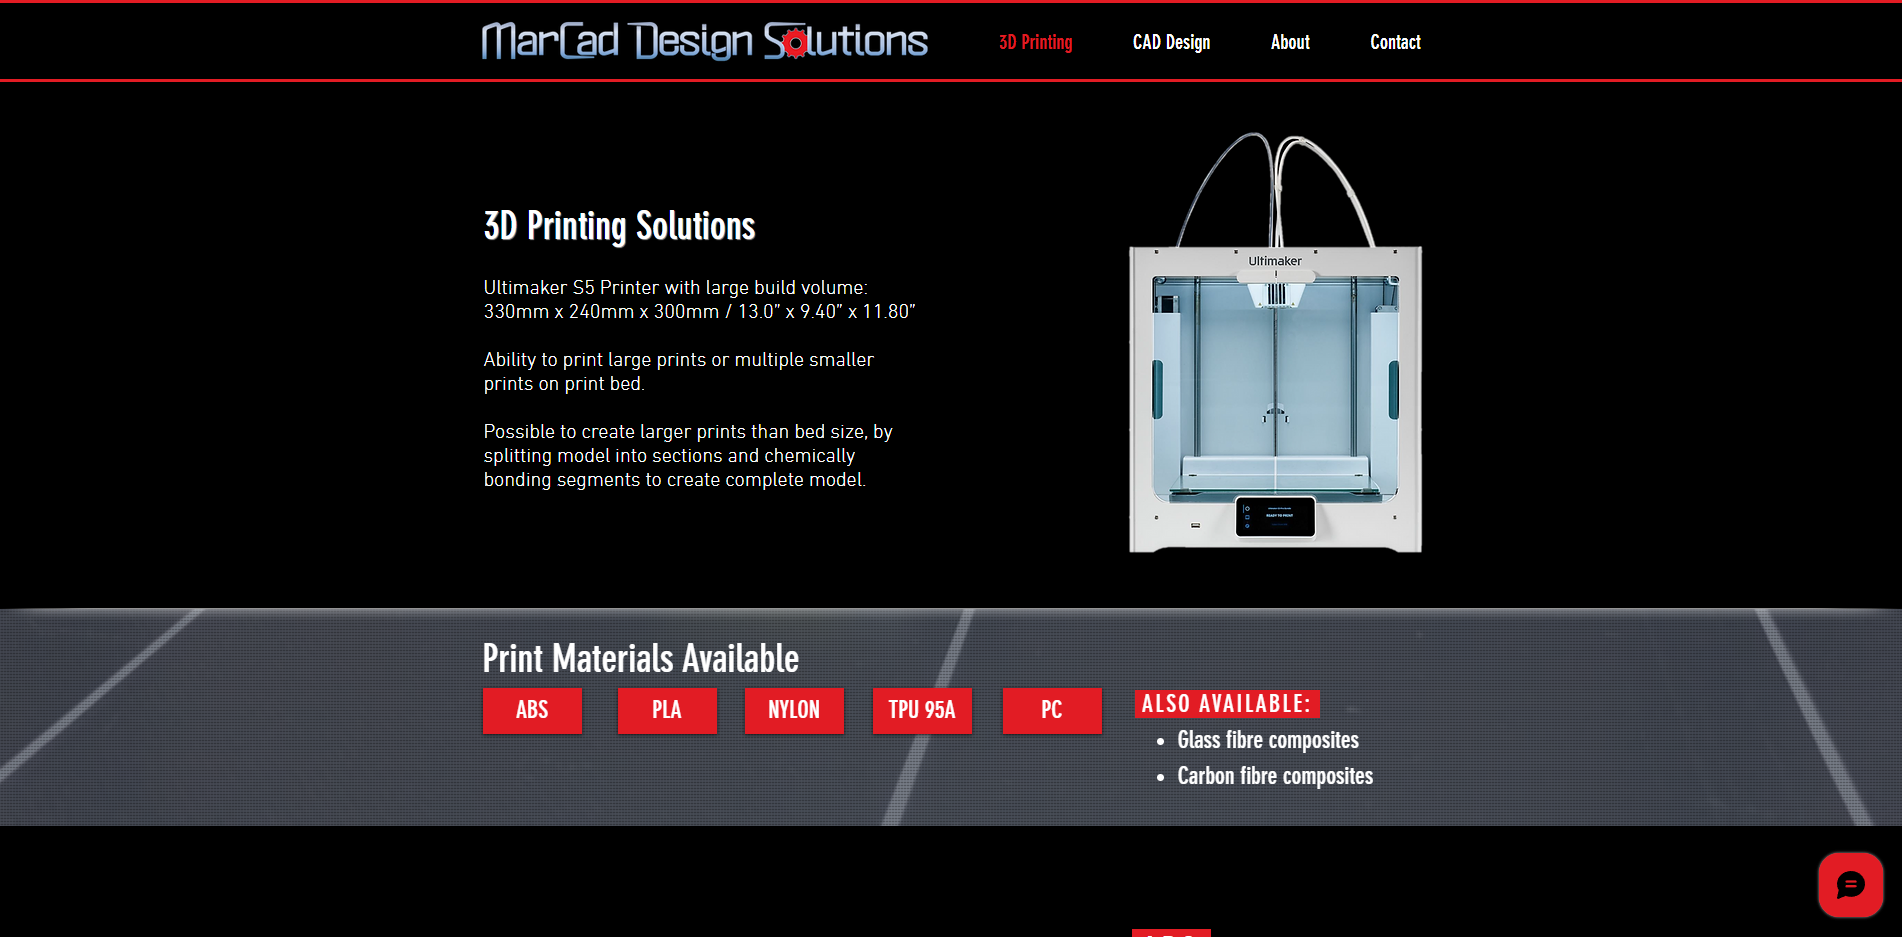 MarCad Design Solutions
3D Printing
CAD Design
About
Contact
3D Printing Solutions
Ultimaker S5 Printer with large build volume:
330mm x 240mm x 300mm / 13.0” x 9.40” x 11.80”
Ability to print large prints or multiple smaller
prints on print bed.
Possible to create larger prints than bed size, by
splitting model into sections and chemically
bonding segments to create complete model.
Ultimaker
READY TO PRINT
Print Materials Available
ABS
PLA
NYLON
TPU 95A
PC
ALSO AVAILABLE:
• Glass fibre composites
• Carbon fibre composites